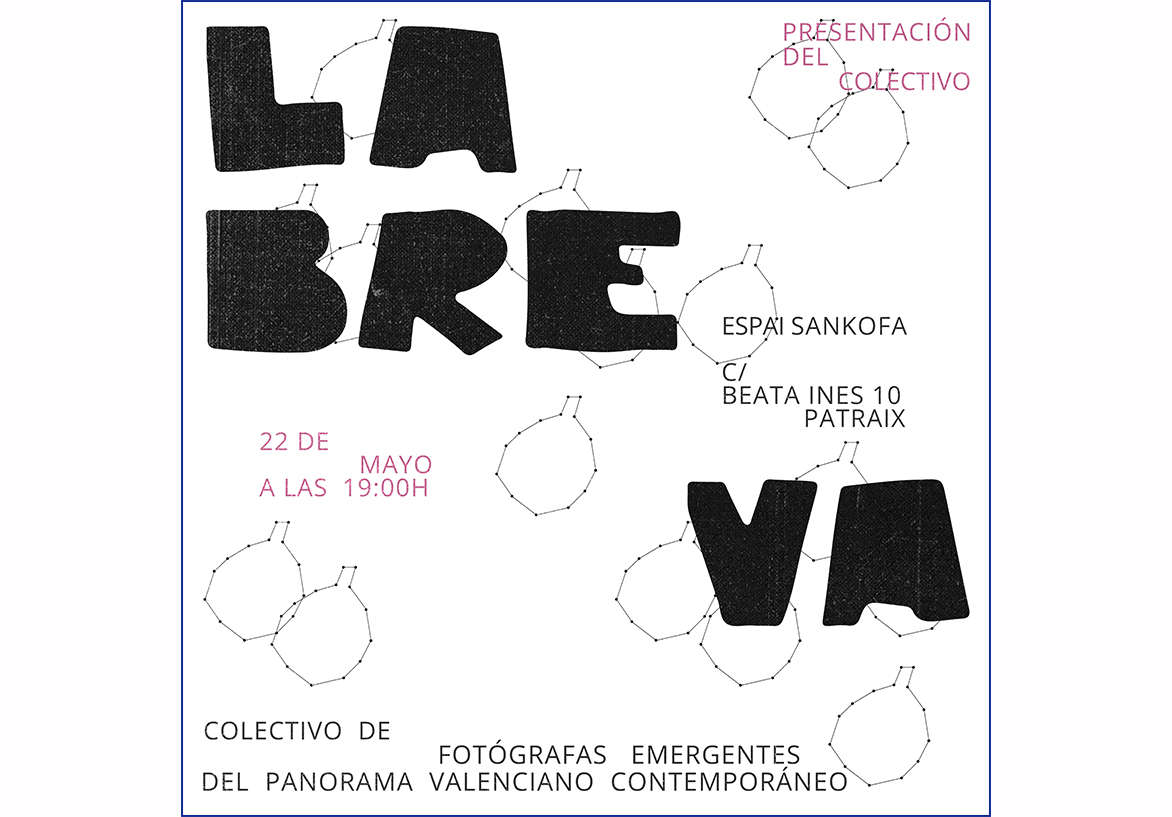 LA
PRESENTACIÓN
DEL
COLECTIVO
BRE
ESPAI SANKOFA
C/
BEATA INES 10
PATRAIX
22 DE
MAYO
A LAS 19:00H
VA
COLECTIVO DE
FOTÓGRAFAS EMERGENTES
DEL PANORAMA VALENCIANO CONTEMPORÁNEO